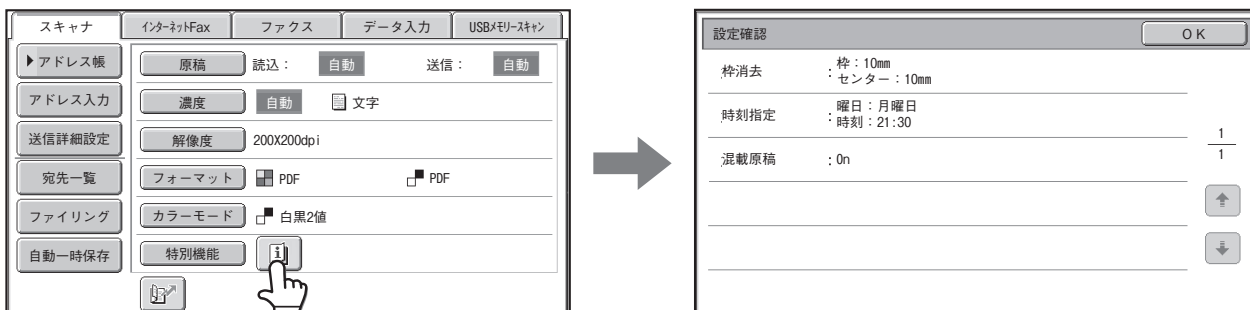 スキャナ インターネットFax ファクス データ入力 USBメモリースキャン
アドレス帳 原稿 読込： 自動 送信： 自動
アドレス入力 濃度 自動 文字
送信詳細設定 解像度 200X200dpi
宛先一覧 フォーマット PDF PDF
ファイリング カラーモード 白黒2値
自動一時保存 特別機能
設定確認 OK
枠消去 :枠：10mm
センター：10mm
時刻指定 :曜日：月曜日
時刻：21:30
混載原稿 :On
1
1